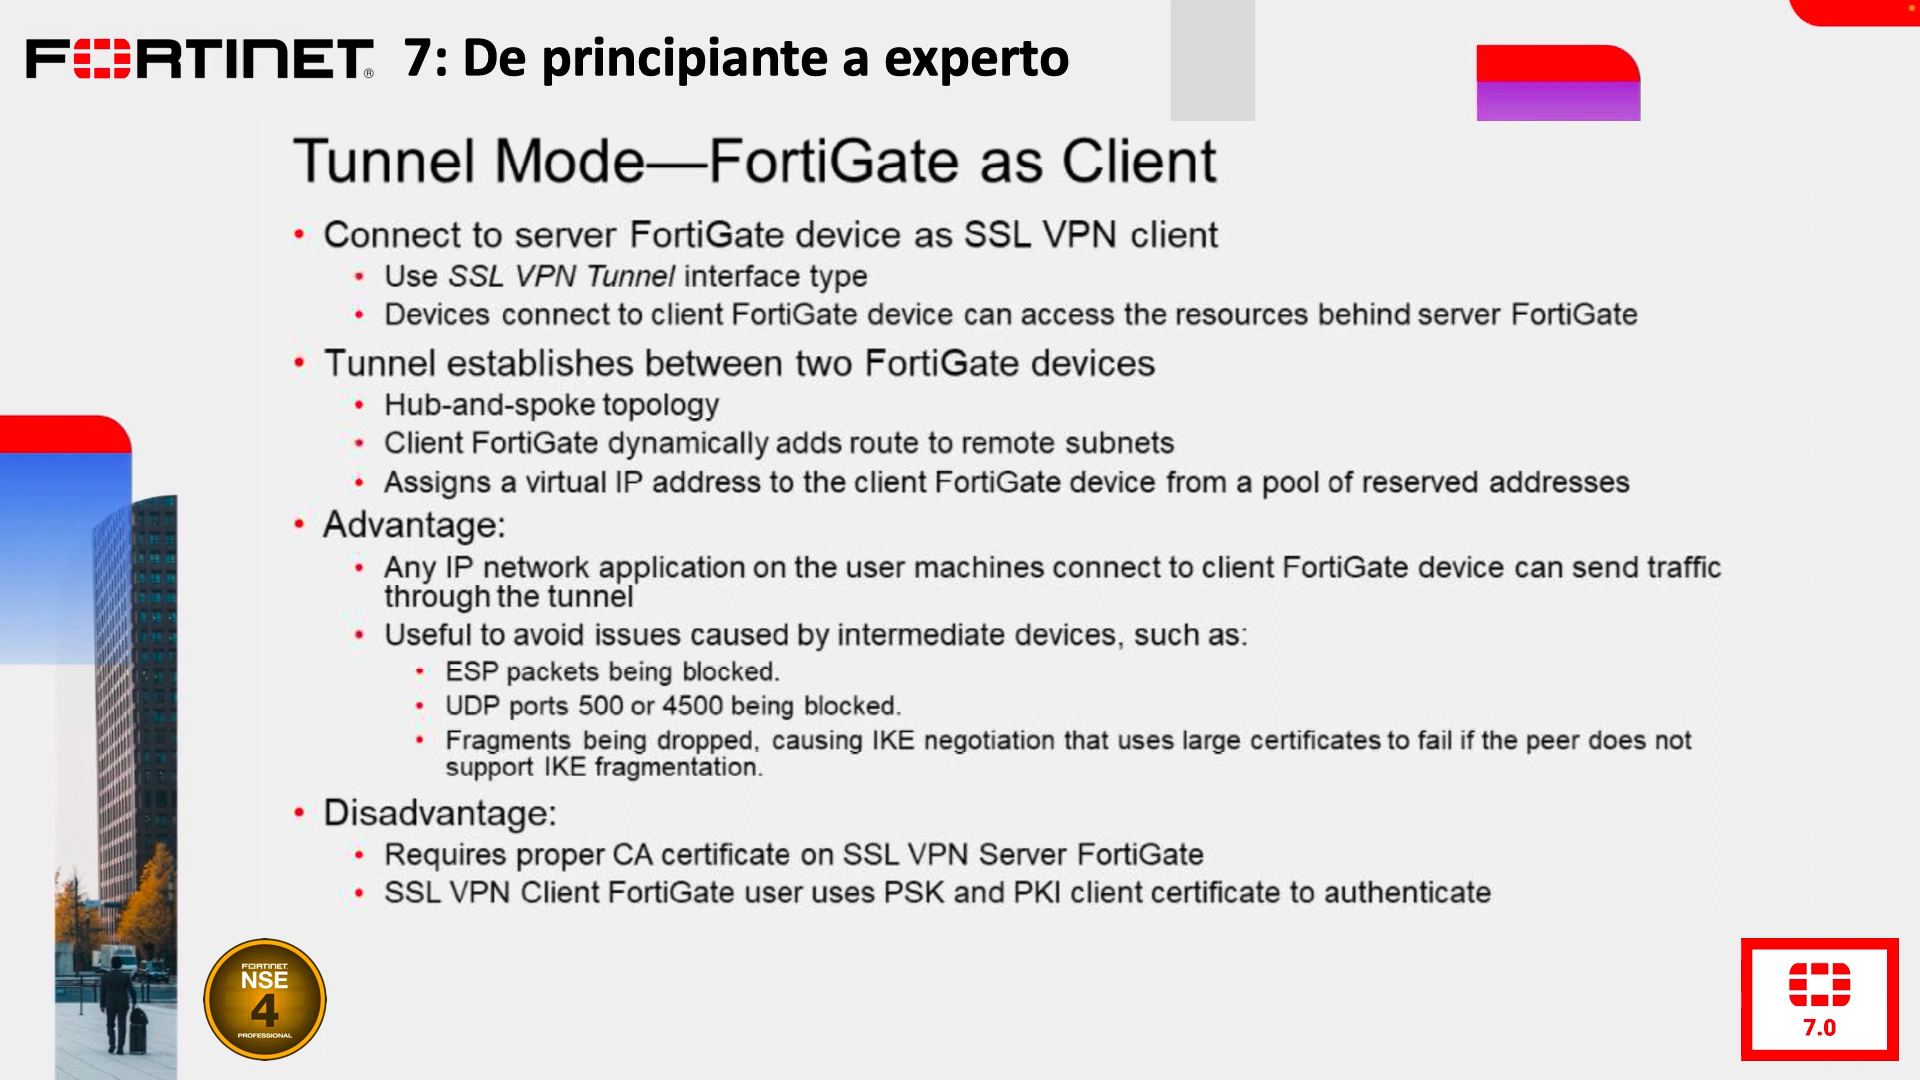 FORTINET® 7: De principiante a experto
Tunnel Mode—FortiGate as Client
• Connect to server FortiGate device as SSL VPN client
• Use SSL VPN Tunnel interface type
• Devices connect to client FortiGate device can access the resources behind server FortiGate
• Tunnel establishes between two FortiGate devices
• Hub-and-spoke topology
• Client FortiGate dynamically adds route to remote subnets
• Assigns a virtual IP address to the client FortiGate device from a pool of reserved addresses
• Advantage:
• Any IP network application on the user machines connect to client FortiGate device can send traffic
through the tunnel
• Useful to avoid issues caused by intermediate devices, such as:
• ESP packets being blocked.
• UDP ports 500 or 4500 being blocked.
• Fragments being dropped, causing IKE negotiation that uses large certificates to fail if the peer does not
support IKE fragmentation.
• Disadvantage:
• Requires proper CA certificate on SSL VPN Server FortiGate
• SSL VPN Client FortiGate user uses PSK and PKI client certificate to authenticate
FORTINET
NSE
4
PROFESSIONAL
7.0